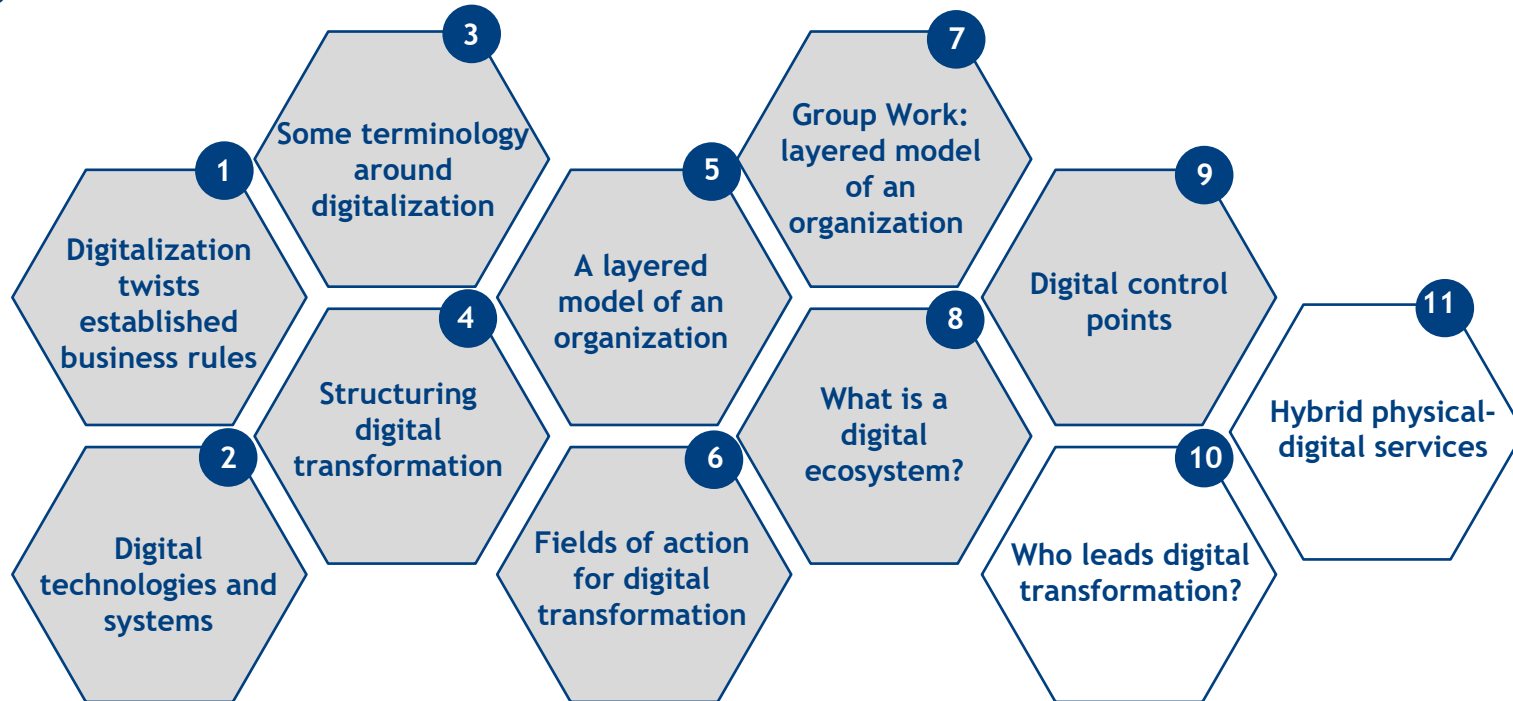 1
Digitalization
twists
established
business rules
2
Digital
technologies and
systems
3
Some terminology
around
digitalization
4
Structuring
digital
transformation
5
A layered
model of an
organization
6
Fields of action
for digital
transformation
7
Group Work:
layered model
of an
organization
8
What is a
digital
ecosystem?
9
Digital control
points
10
Who leads digital
transformation?
11
Hybrid physical-
digital services